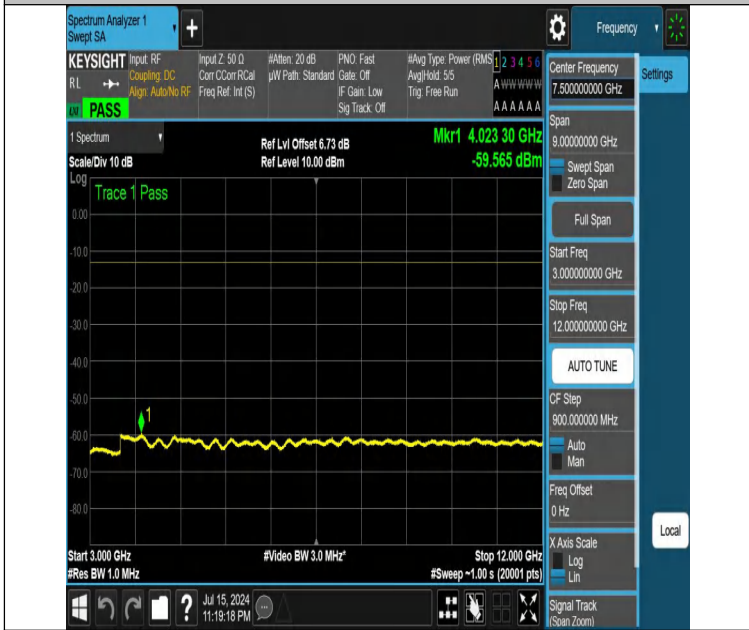 Spectrum Analyzer 1
Swept SA
Frequency
KEYSIGHT
RL
LXI
PASS
Input: RF
Coupling: DC
Align: Auto/No RF
Input Z: 50 Ω
Corr CCorr RCal
Freq Ref: Int (S)
#Atten: 20 dB
µW Path: Standard
PNO: Fast
Gate: Off
IF Gain: Low
Sig Track: Off
#Avg Type: Power (RMS
Avg|Hold: 5/5
Trig: Free Run
1 2 3 4 5 6
A W W W W W
A A A A A A
1 Spectrum
Scale/Div 10 dB
Ref Lvl Offset 6.73 dB
Ref Level 10.00 dBm
Mkr1 4.023 30 GHz
-59.565 dBm
Log
Trace 1 Pass
0.00
-10.0
-20.0
-30.0
-40.0
-50.0
-60.0
-70.0
-80.0
1
Start 3.000 GHz
#Res BW 1.0 MHz
#Video BW 3.0 MHz*
Stop 12.000 GHz
#Sweep ~1.00 s (20001 pts)
Jul 15, 2024
11:19:18 PM
Center Frequency
7.500000000 GHz
Settings
Span
9.00000000 GHz
Swept Span
Zero Span
Full Span
Start Freq
3.000000000 GHz
Stop Freq
12.000000000 GHz
AUTO TUNE
CF Step
900.000000 MHz
Auto
Man
Freq Offset
0 Hz
X Axis Scale
Log
Lin
Signal Track
(Span Zoom)
Local